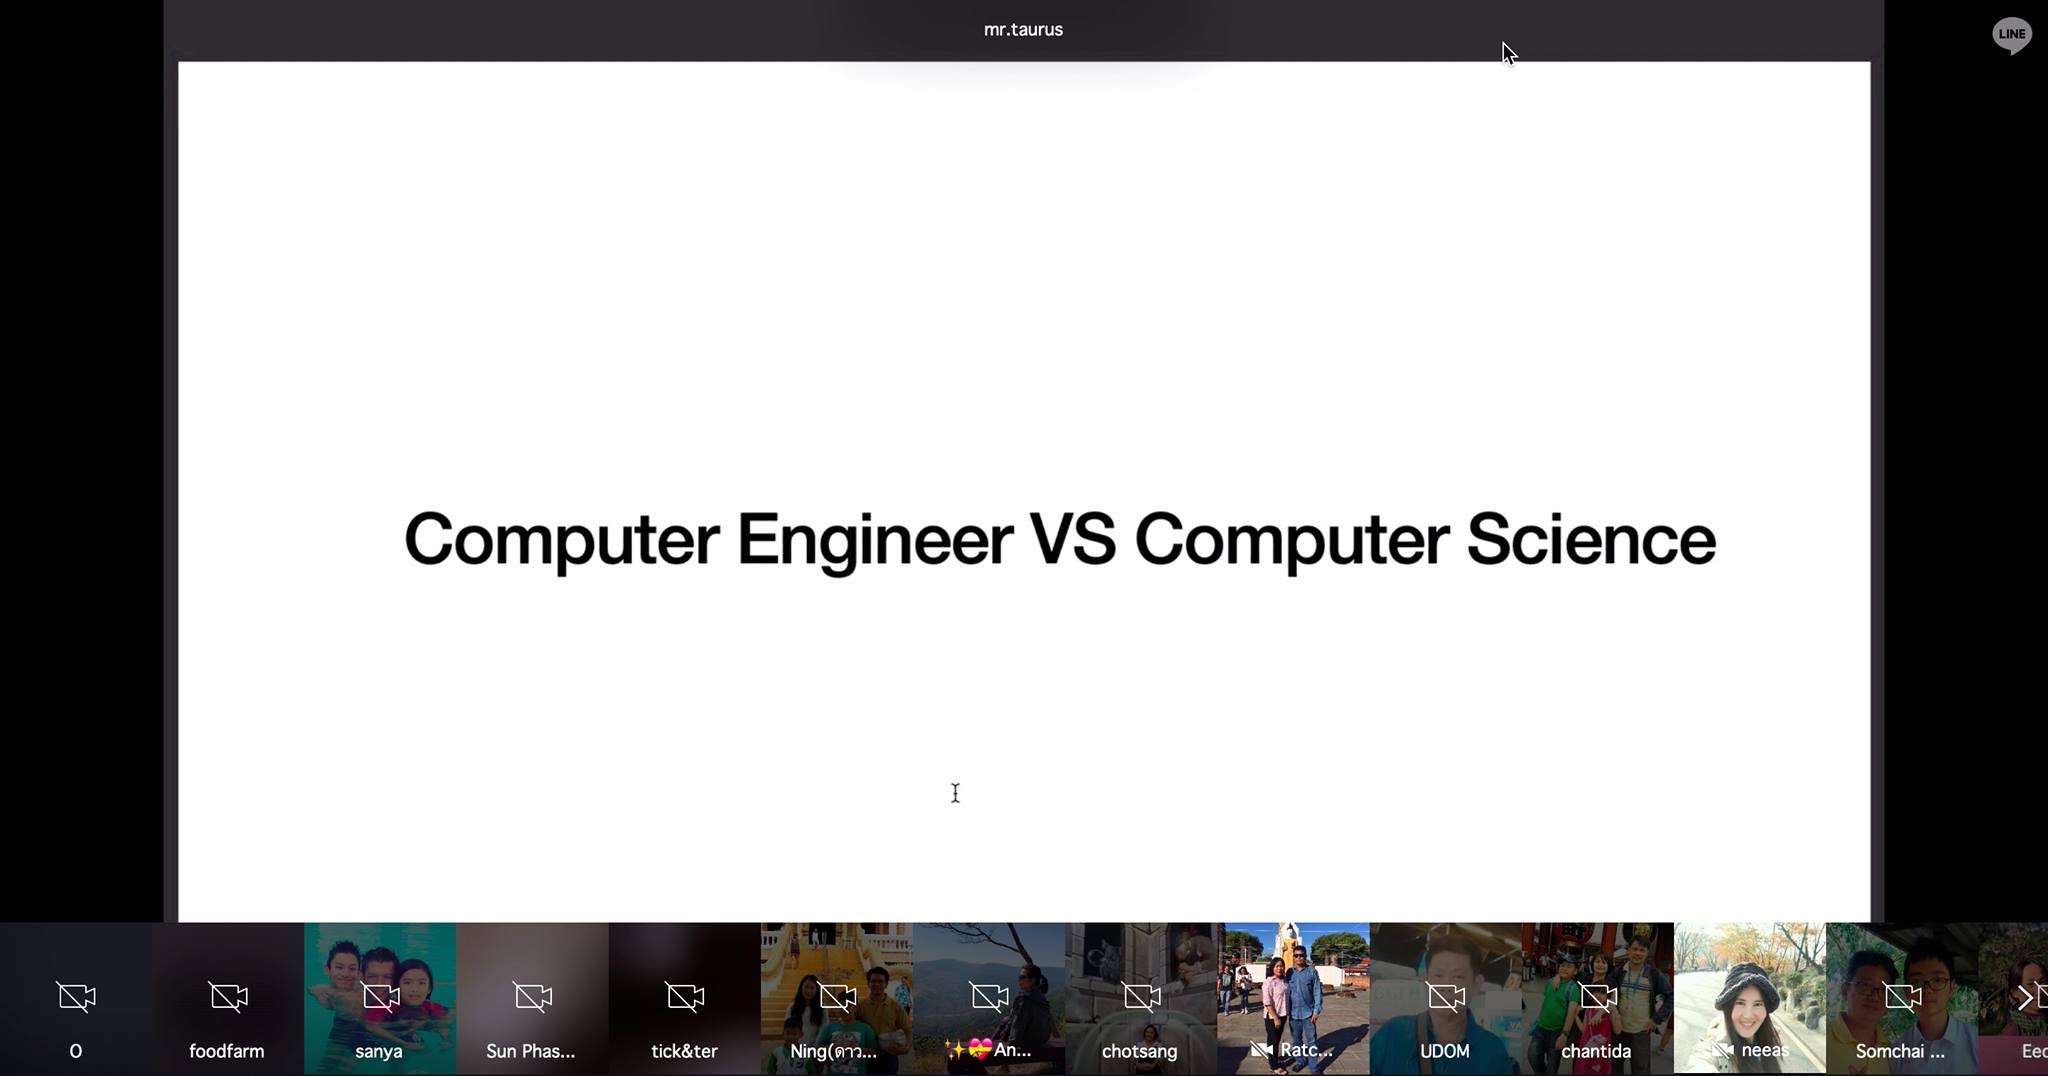 mr.taurus
LINE
Computer Engineer VS Computer Science
O
foodfarm
sanya
Sun Phas...
tick&ter
Ning(ดาว...
✨💝An...
chotsang
Ratc...
UDOM
chantida
neeas
Somchai ...